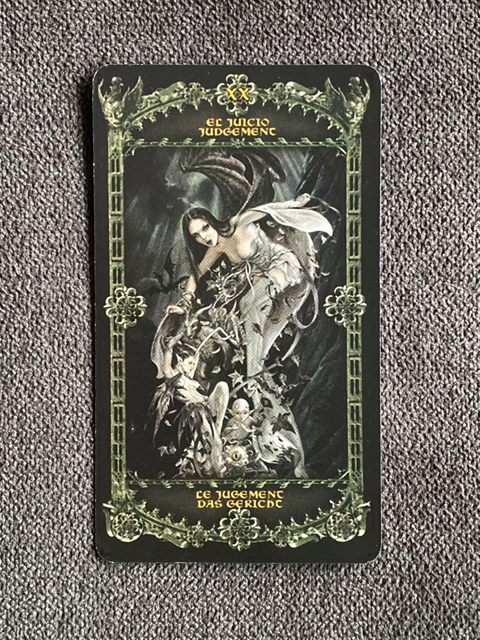 XX
EL JUICIO
JUDGEMENT
LE JUGEMENT
DAS GERICHT